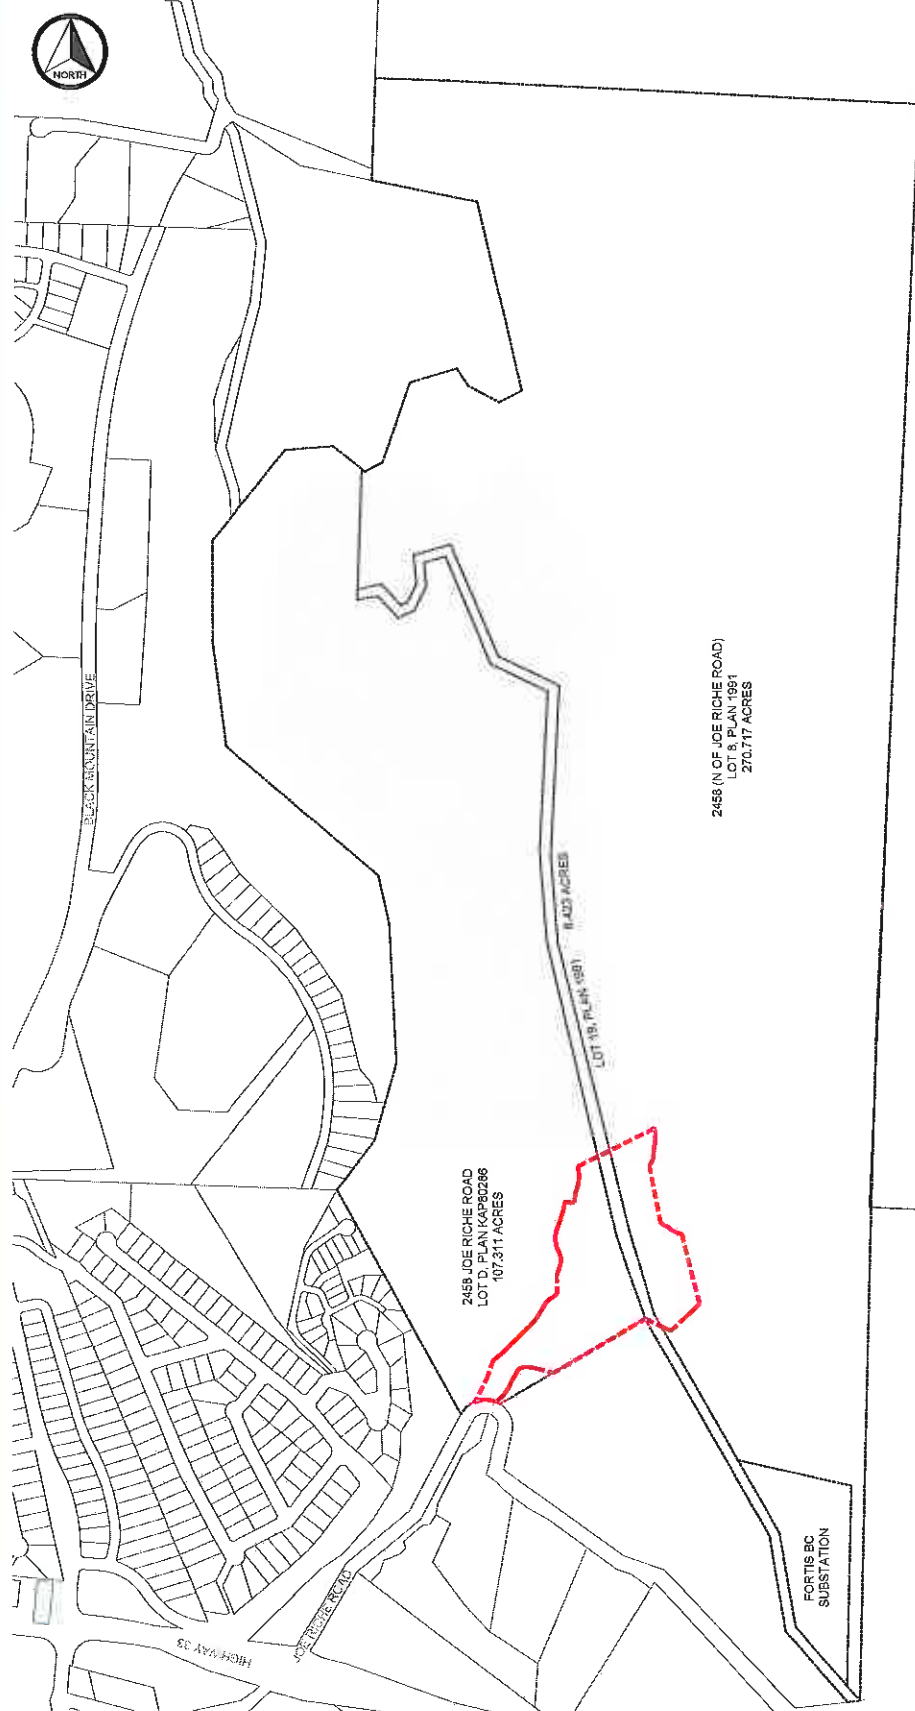 NORTH
BLACK MOUNTAIN DRIVE
2458 (N OF JOE RICHE ROAD)
LOT 8, PLAN 1991
270.717 ACRES
8.423 ACRES
LOT 19, PLAN 1991
2458 JOE RICHE ROAD
LOT D, PLAN KAP80286
107.311 ACRES
JOE RICHE ROAD
HIGHWAY 33
FORTIS BC
SUBSTATION